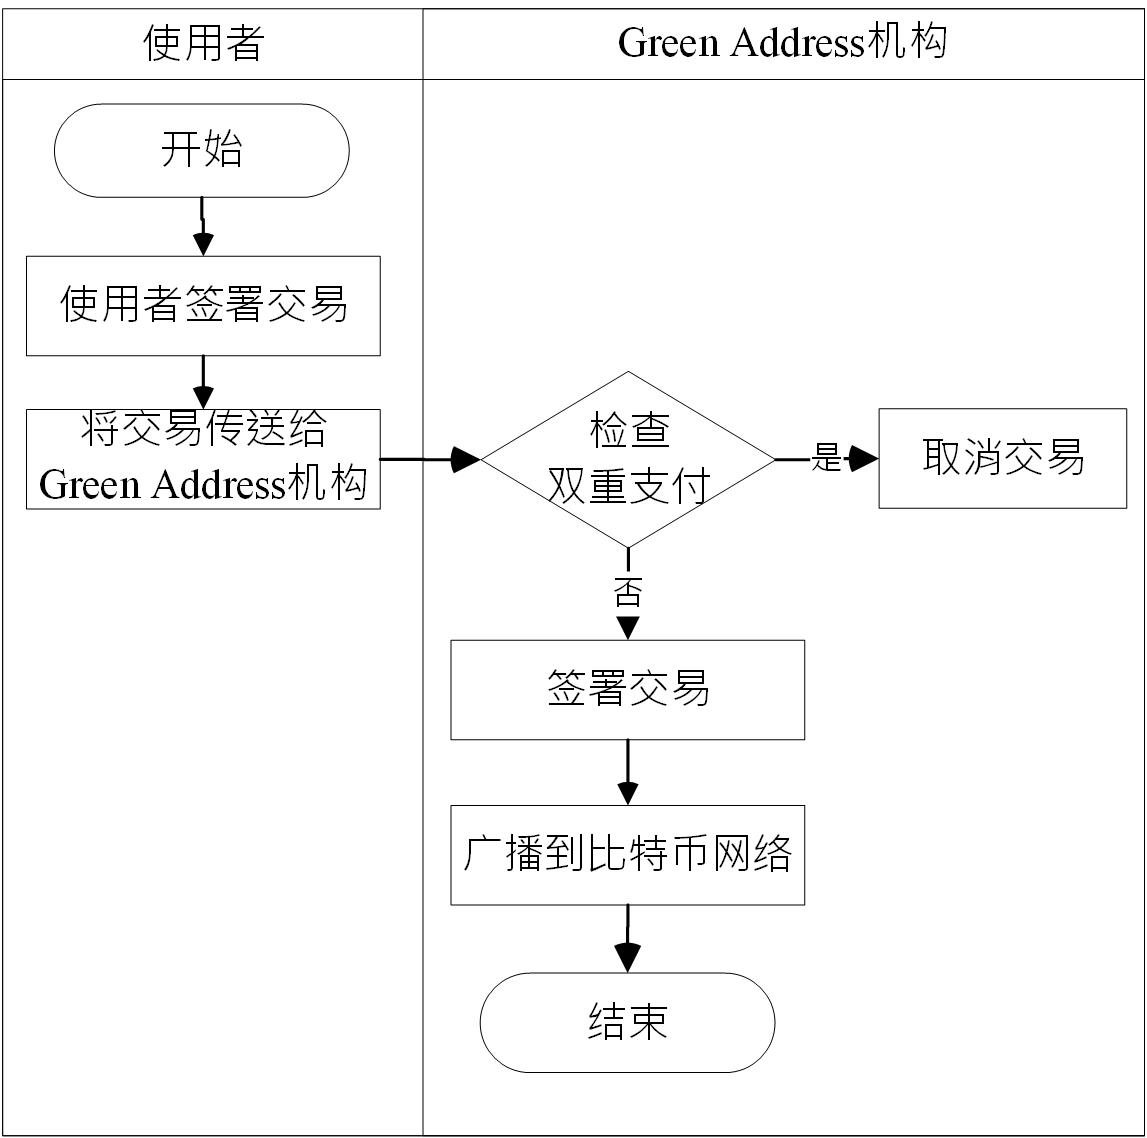 使用者
Green Address机构
开始
使用者签署交易
将交易传送给
Green Address机构
检查
双重支付
是
取消交易
否
签署交易
广播到比特币网络
结束